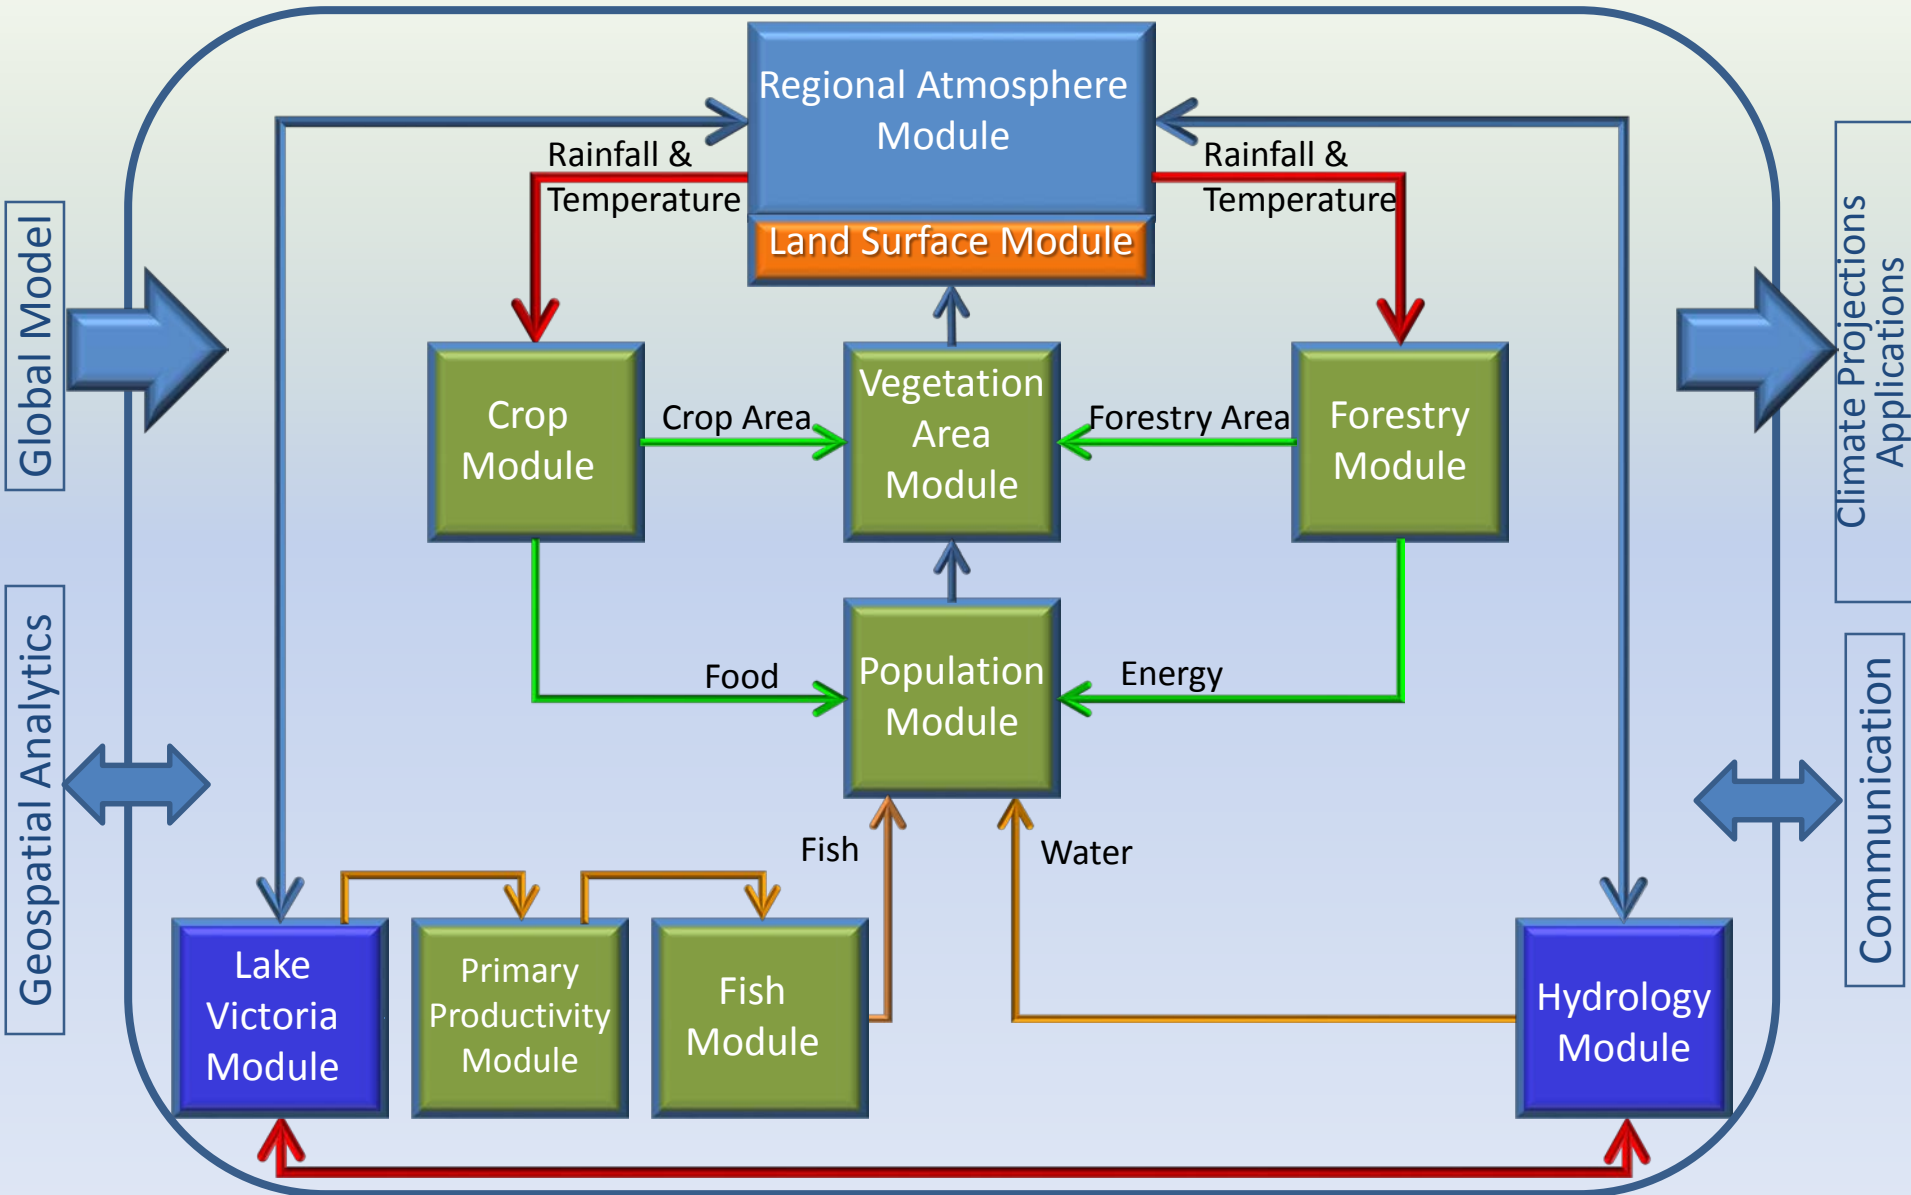 Regional Atmosphere
Module
Rainfall &
Temperature
Rainfall &
Temperature
Land Surface Module
Global Model
Climate Projections
Applications
Crop
Module
Crop Area
Vegetation
Area
Module
Forestry Area
Forestry
Module
Geospatial Analytics
Food
Population
Module
Energy
Communication
Fish
Water
Lake
Victoria
Module
Primary
Productivity
Module
Fish
Module
Hydrology
Module